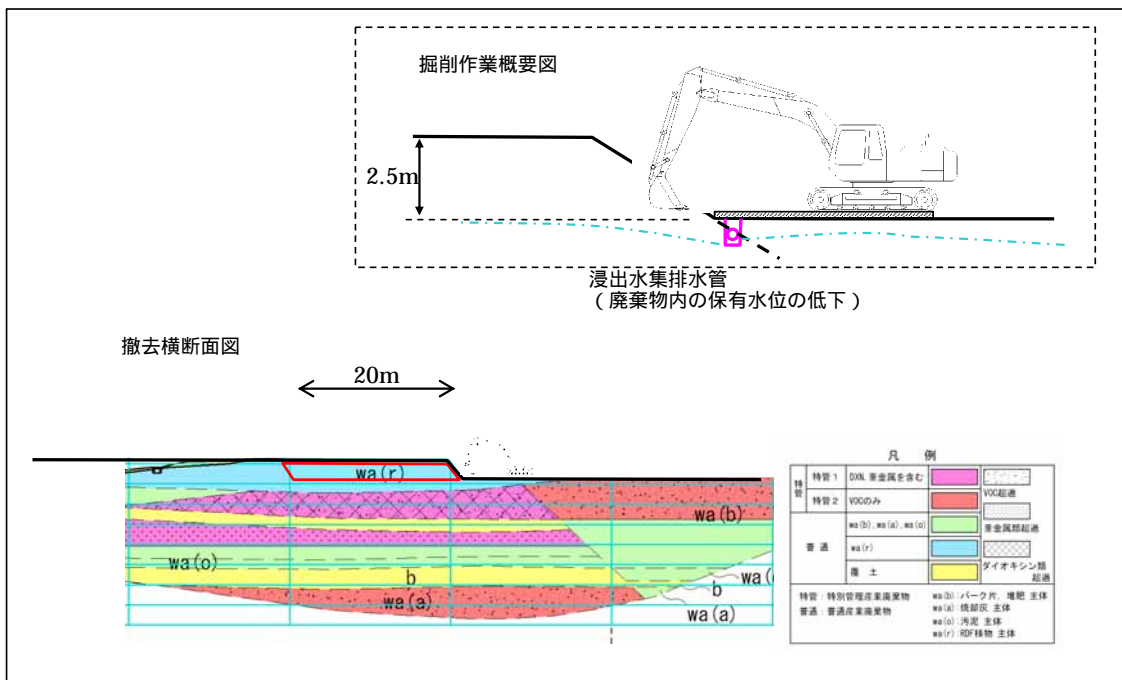 掘削作業概要図
2.5m
浸出水集排水管
(廃棄物内の保有水位の低下)
撤去横断面図
20m
wa(r)
wa(b)
wa(o)
b
wa(a)
b
wa(a)
凡 例
特管
特管1 DXN、重金属を含む
特管2 VOCのみ
普通
wa(b)、wa(a)、wa(o)
wa(r)
覆 土
VOC超過
重金属類超過
ダイオキシン類
超過
特管:特別管理産業廃棄物
普通:普通産業廃棄物
wa(b):バーク片、堆肥 主体
wa(a):焼却灰 主体
wa(o):汚泥 主体
wa(r):RDF様物 主体